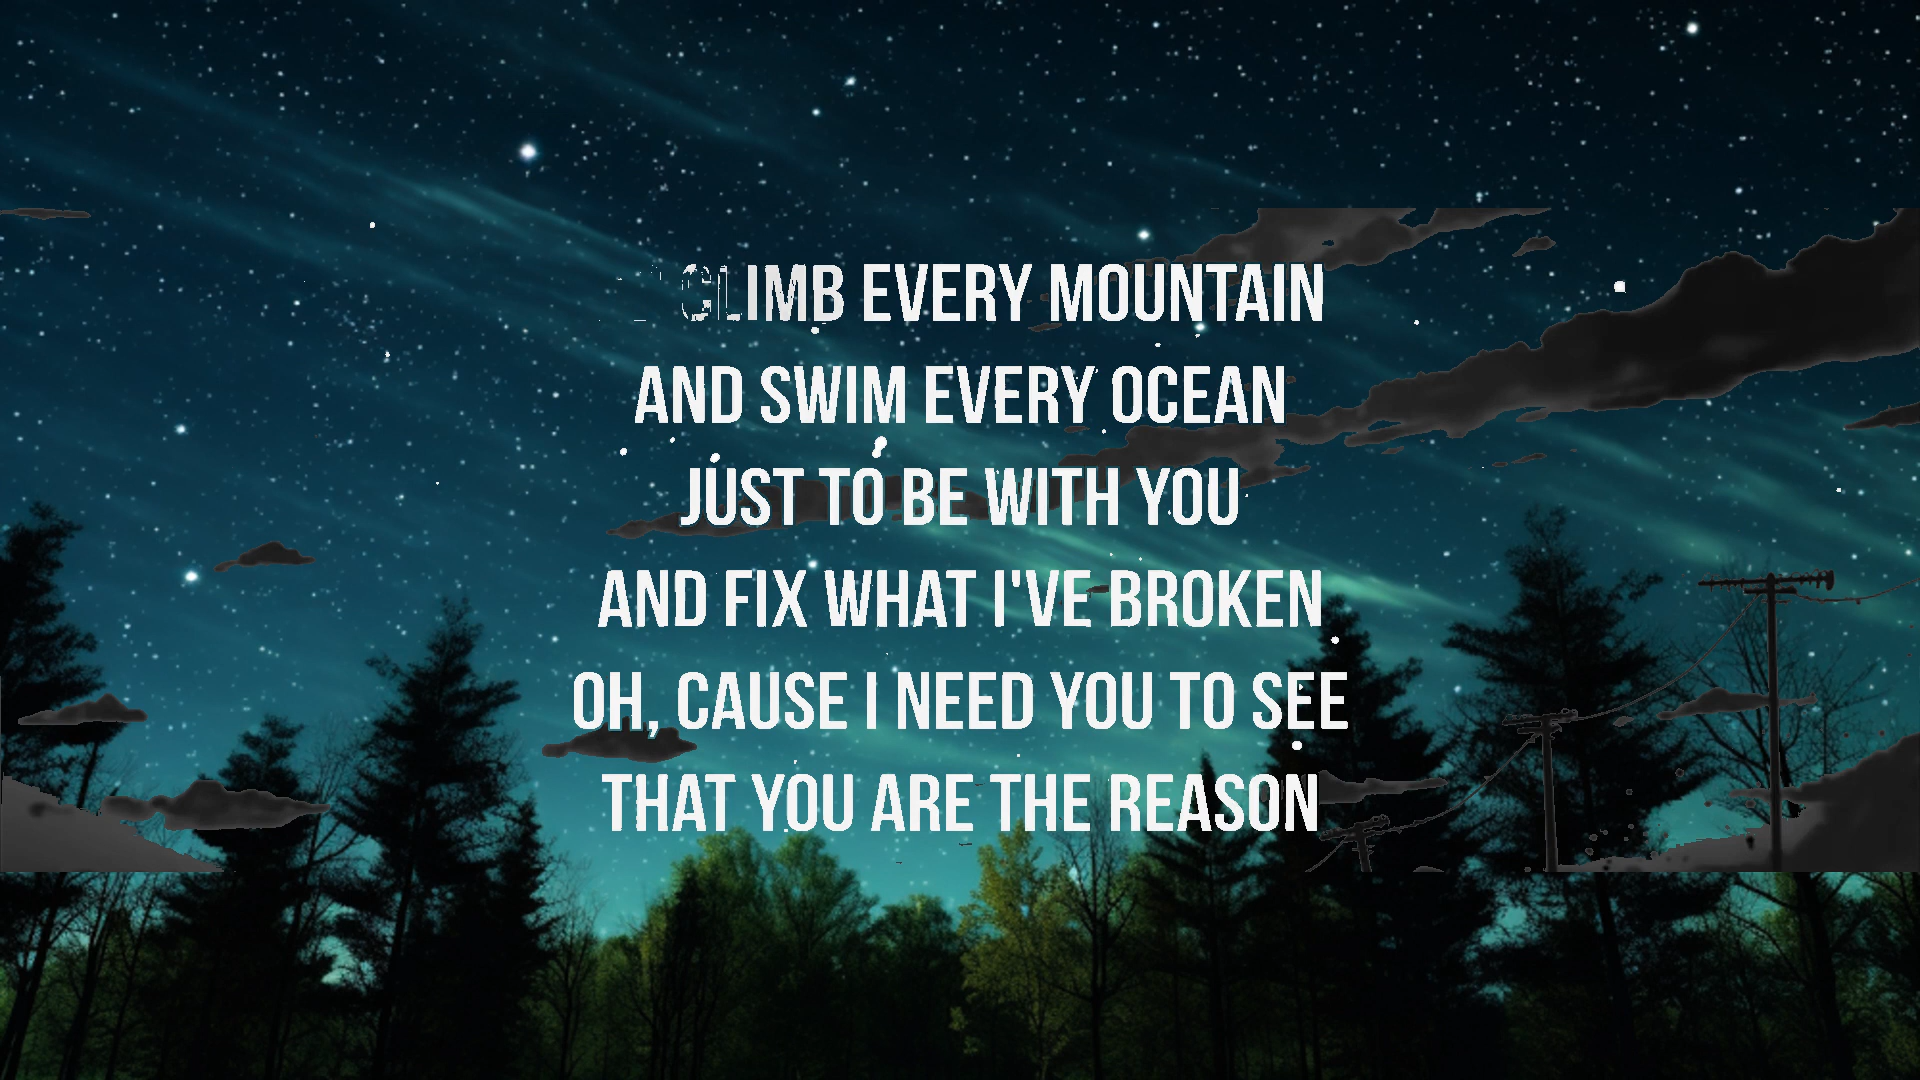 CLIMB EVERY MOUNTAIN
AND SWIM EVERY OCEAN
JUST TO BE WITH YOU
AND FIX WHAT I'VE BROKEN
OH, CAUSE I NEED YOU TO SEE
THAT YOU ARE THE REASON